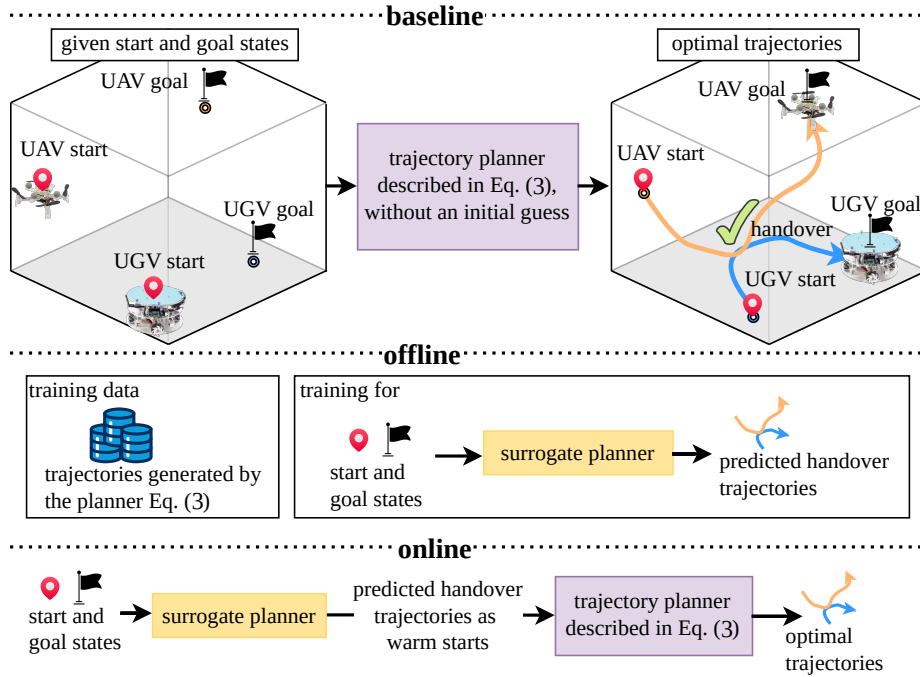 baseline
given start and goal states
UAV goal
UAV start
UGV goal
UGV start
trajectory planner
described in Eq. (3),
without an initial guess
optimal trajectories
UAV goal
UAV start
UGV goal
handover
UGV start
offline
training data
trajectories generated by
the planner Eq. (3)
training for
start and
goal states
surrogate planner
predicted handover
trajectories
online
start and
goal states
surrogate planner
predicted handover
trajectories as
warm starts
trajectory planner
described in Eq. (3)
optimal
trajectories